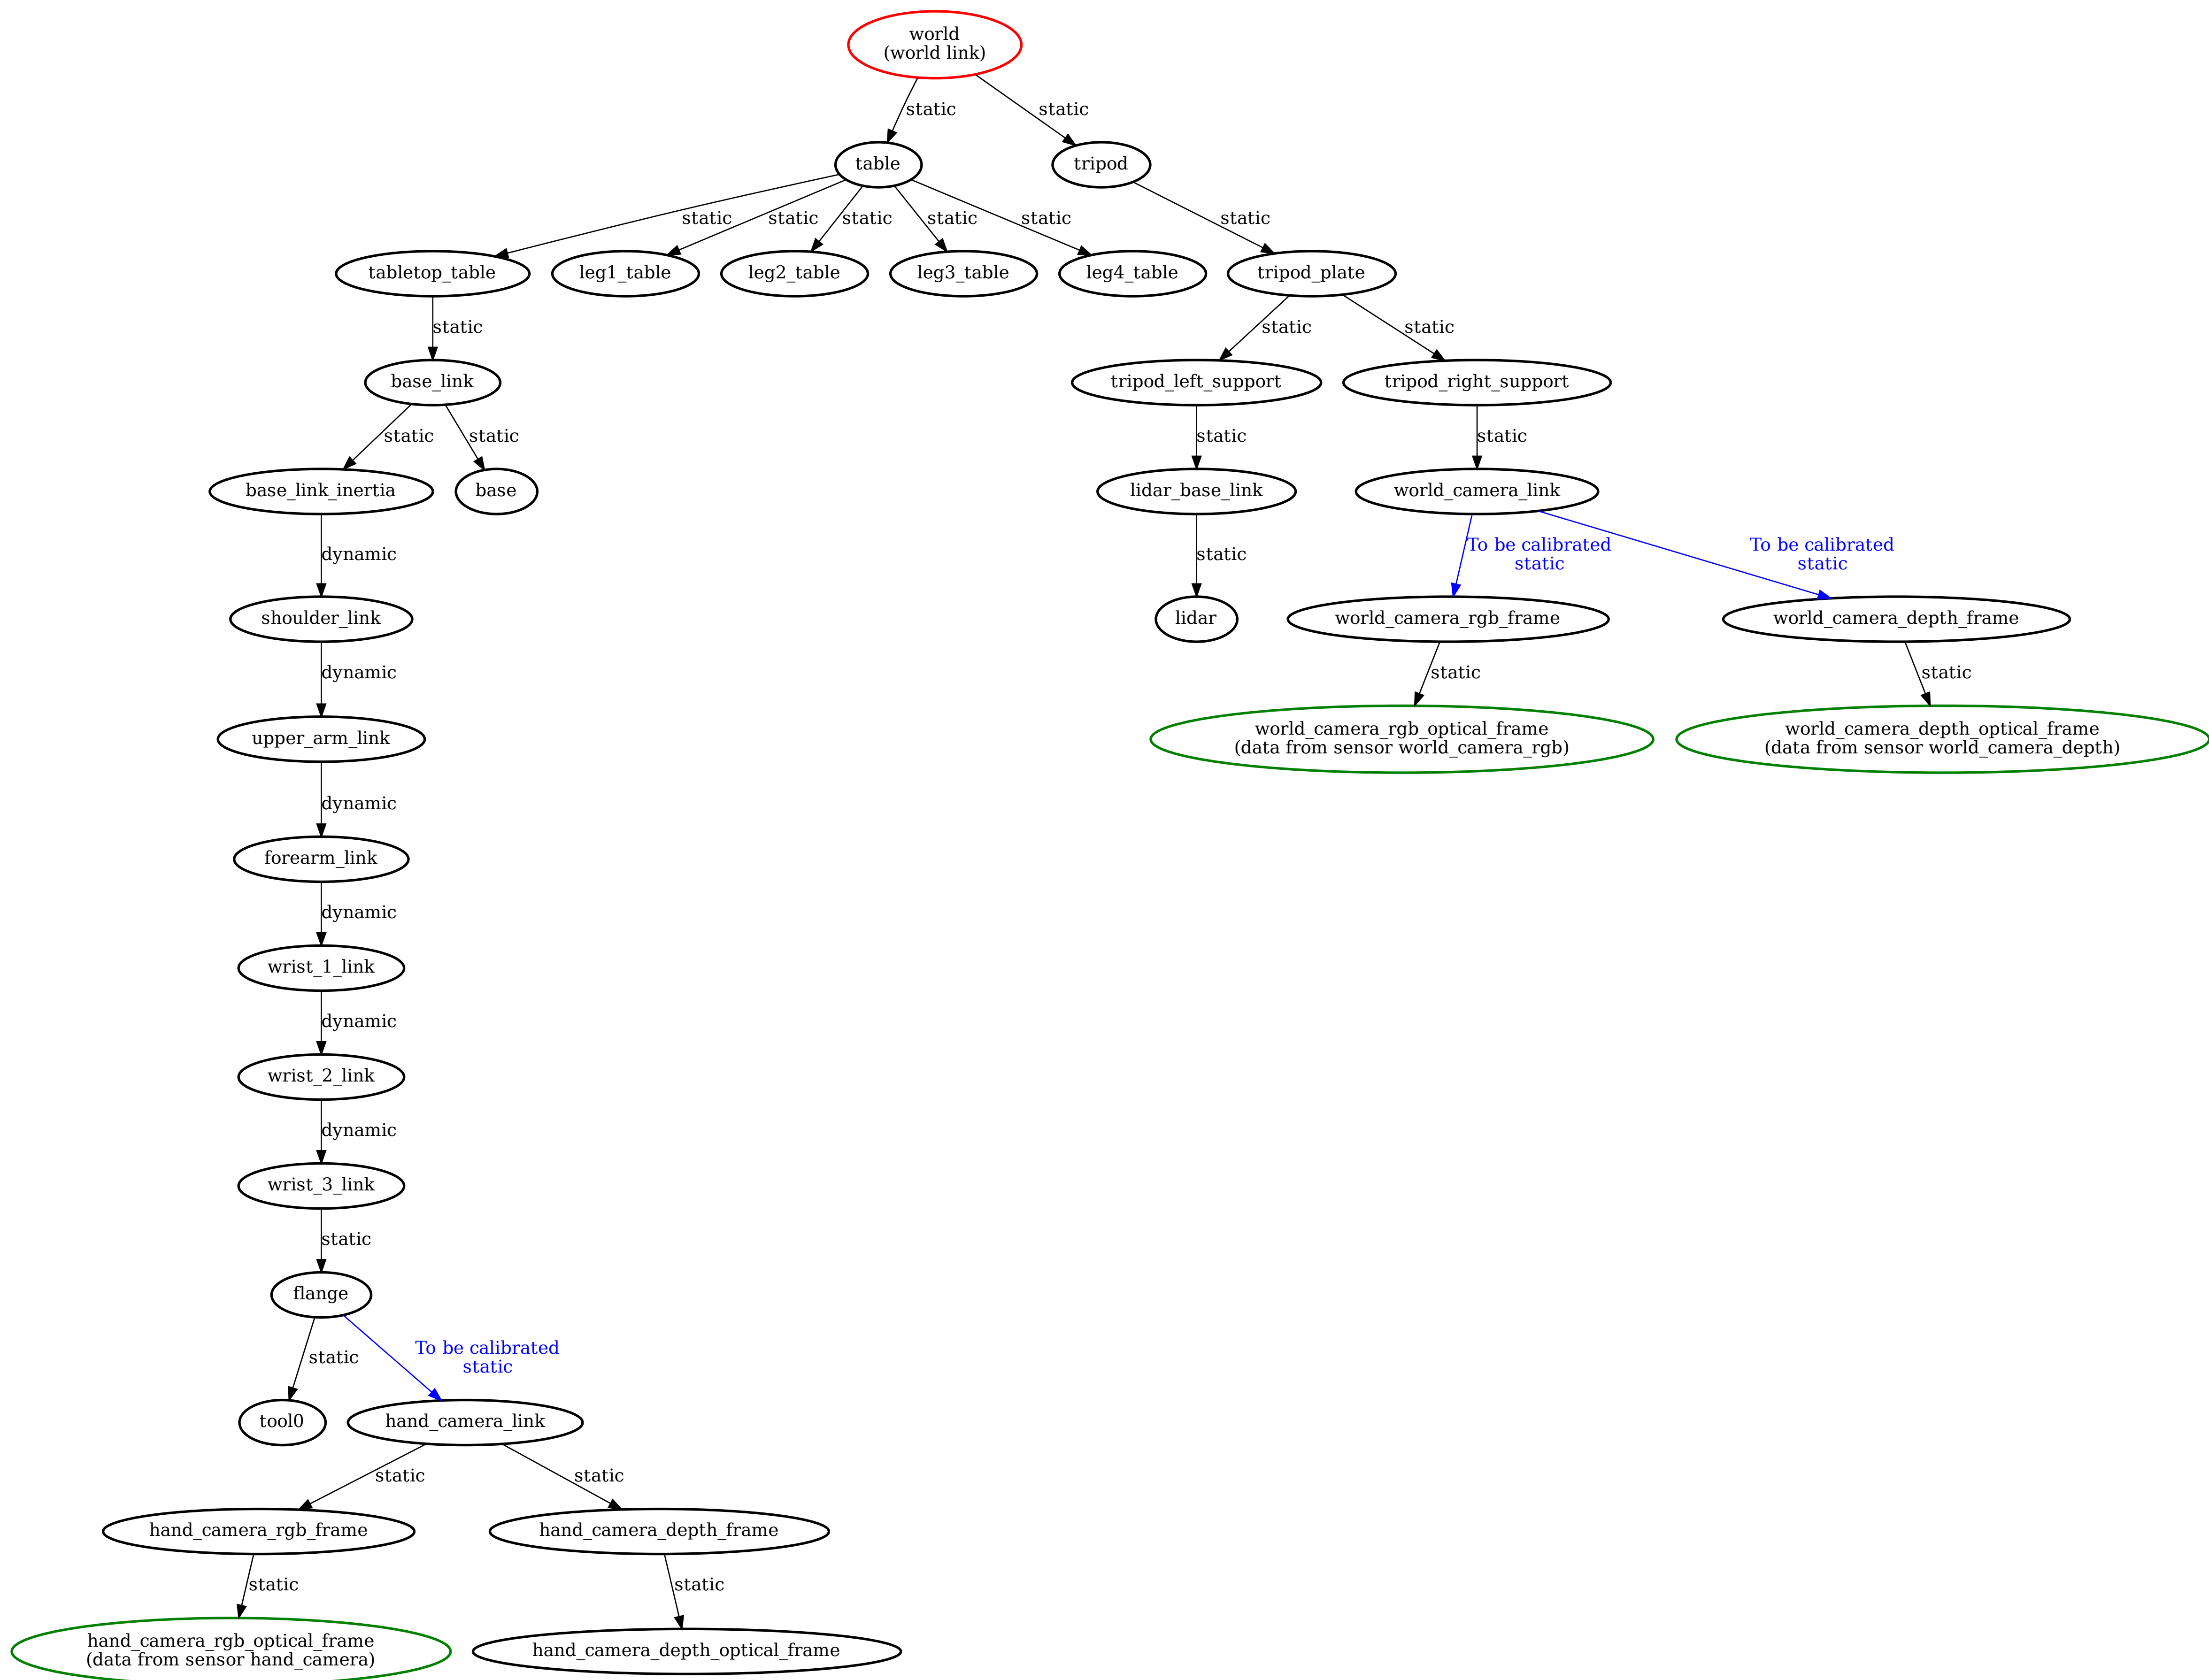 world
(world link)
static
static
table
tripod
static
static
static
static
static
static
tabletop_table
leg1_table
leg2_table
leg3_table
leg4_table
tripod_plate
static
static
static
base_link
tripod_left_support
tripod_right_support
static
static
static
static
base_link_inertia
base
lidar_base_link
world_camera_link
dynamic
static
To be calibrated
static
To be calibrated
static
shoulder_link
lidar
world_camera_rgb_frame
world_camera_depth_frame
dynamic
static
static
upper_arm_link
world_camera_rgb_optical_frame
(data from sensor world_camera_rgb)
world_camera_depth_optical_frame
(data from sensor world_camera_depth)
dynamic
forearm_link
dynamic
wrist_1_link
dynamic
wrist_2_link
dynamic
wrist_3_link
static
flange
static
To be calibrated
static
tool0
hand_camera_link
static
static
hand_camera_rgb_frame
hand_camera_depth_frame
static
static
hand_camera_rgb_optical_frame
(data from sensor hand_camera)
hand_camera_depth_optical_frame